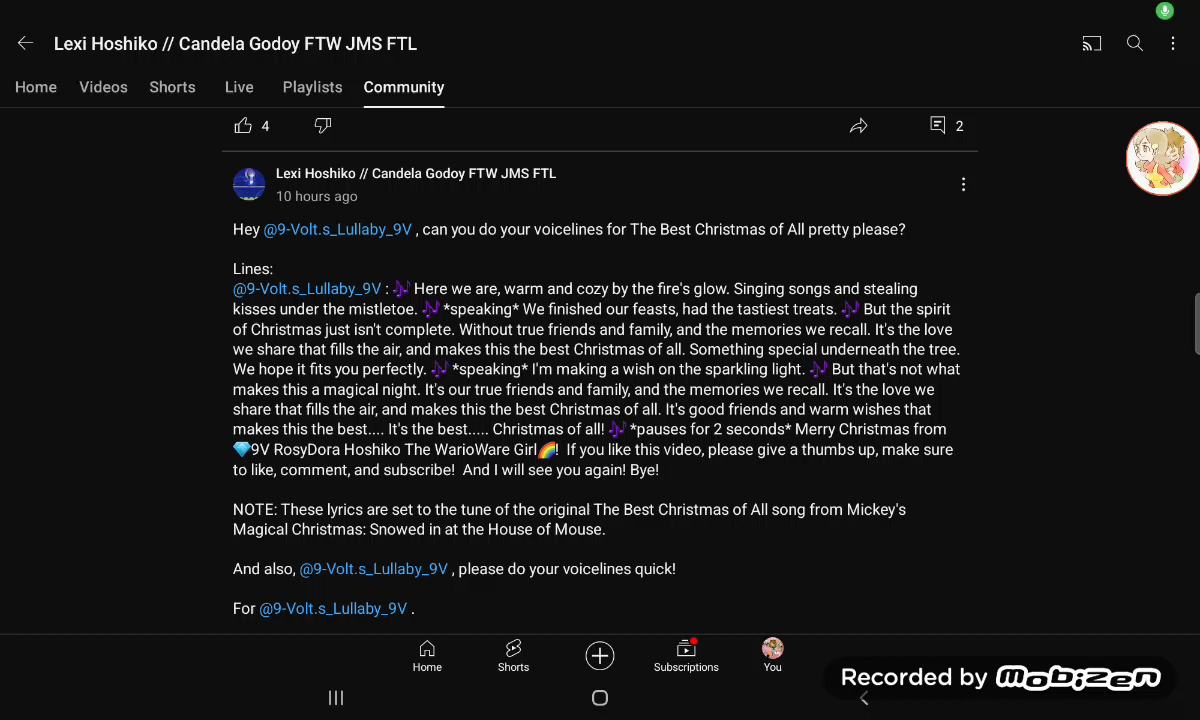 Lexi Hoshiko // Candela Godoy FTW JMS FTL
Home Videos Shorts Live Playlists Community
4 2
Lexi Hoshiko // Candela Godoy FTW JMS FTL
10 hours ago
Hey @9-Volt.s_Lullaby_9V , can you do your voicelines for The Best Christmas of All pretty please?
Lines:
@9-Volt.s_Lullaby_9V : 🎶 Here we are, warm and cozy by the fire's glow. Singing songs and stealing
kisses under the mistletoe. 🎶 *speaking* We finished our feasts, had the tastiest treats. 🎶 But the spirit
of Christmas just isn't complete. Without true friends and family, and the memories we recall. It's the love
we share that fills the air, and makes this the best Christmas of all. Something special underneath the tree.
We hope it fits you perfectly. 🎶 *speaking* I'm making a wish on the sparkling light. 🎶 But that's not what
makes this a magical night. It's our true friends and family, and the memories we recall. It's the love we
share that fills the air, and makes this the best Christmas of all. It's good friends and warm wishes that
makes this the best.... It's the best..... Christmas of all! 🎶 *pauses for 2 seconds* Merry Christmas from
💎9V RosyDora Hoshiko The WarioWare Girl🌈! If you like this video, please give a thumbs up, make sure
to like, comment, and subscribe! And I will see you again! Bye!
NOTE: These lyrics are set to the tune of the original The Best Christmas of All song from Mickey's
Magical Christmas: Snowed in at the House of Mouse.
And also, @9-Volt.s_Lullaby_9V , please do your voicelines quick!
For @9-Volt.s_Lullaby_9V .
Home Shorts Subscriptions You
Recorded by Mobizen